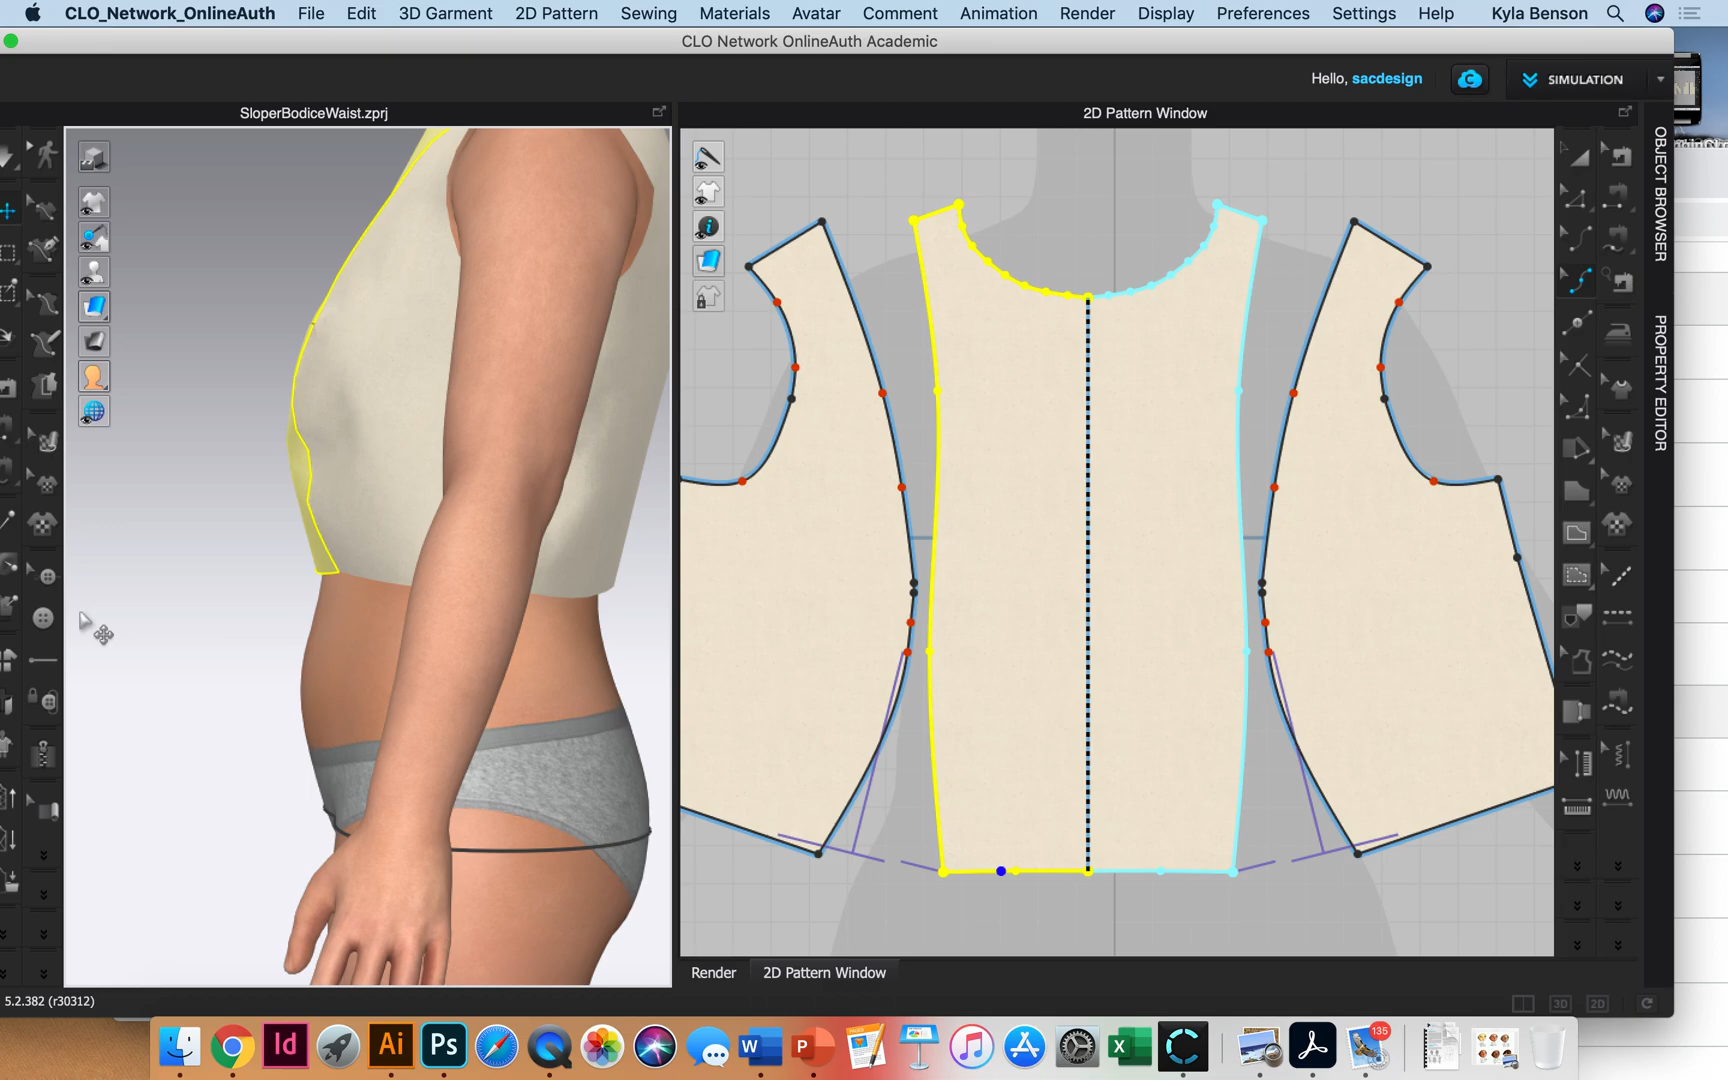 CLO_Network_OnlineAuth File Edit 3D Garment 2D Pattern Sewing Materials Avatar Comment Animation Render Display Preferences Settings Help Kyla Benson
CLO Network OnlineAuth Academic
Hello, sacdesign
SIMULATION
SloperBodiceWaist.zprj
2D Pattern Window
OBJECT BROWSER
PROPERTY EDITOR
Render
2D Pattern Window
5.2.382 (r30312)
3D
2D
Id
Ai
Ps
W
P
X
135